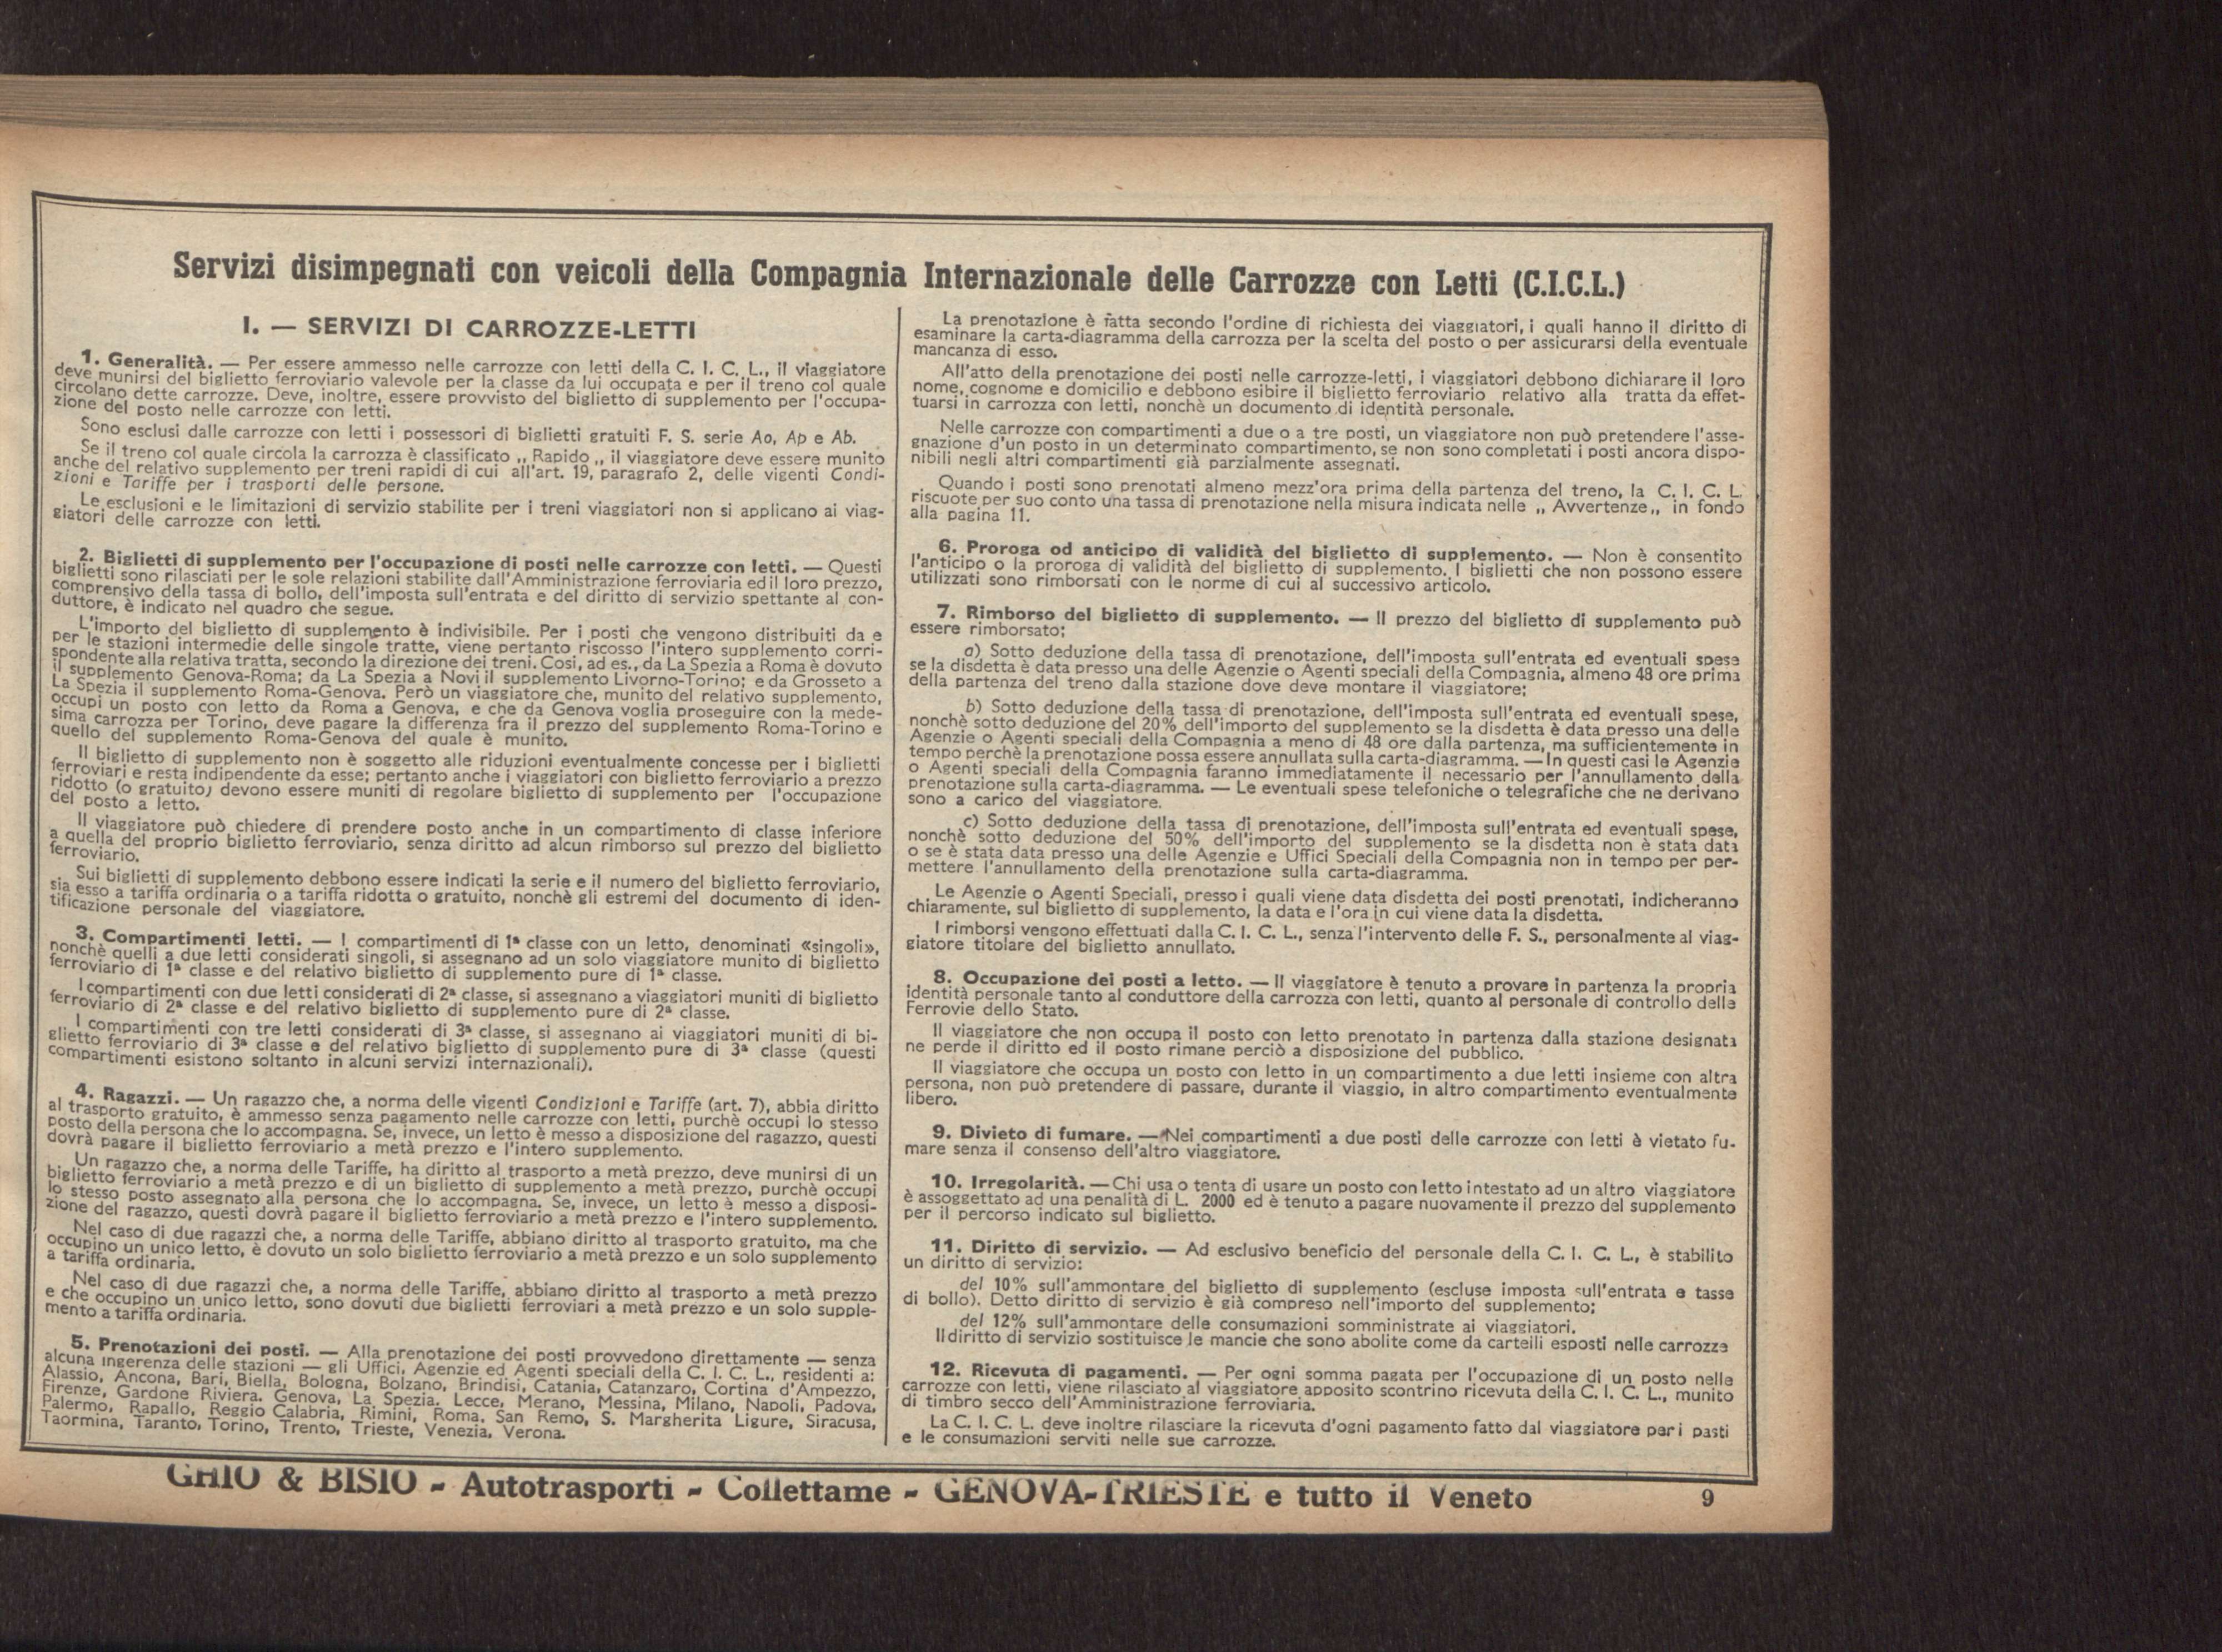 Servizi disimpegnati con veicoli della Compagnia Internazionale delle Carrozze con Letti (C.I.C.L.)
I. — SERVIZI DI CARROZZE-LETTI
1. Generalità. — Per essere ammesso nelle carrozze con letti della C. I. C. L., il viaggiatore
deve munirsi del biglietto ferroviario valevole per la classe da lui occupata e per il treno col quale
circolano dette carrozze. Deve, inoltre, essere provvisto del biglietto di supplemento per l'occupa-
zione del posto nelle carrozze con letti.
Sono esclusi dalle carrozze con letti i possessori di biglietti gratuiti F. S. serie Ao, Ap e Ab.
Se il treno col quale circola la carrozza è classificato „ Rapido „ il viaggiatore deve essere munito
anche del relativo supplemento per treni rapidi di cui all'art. 19, paragrafo 2, delle vigenti Condi-
zioni e Tariffe per i trasporti delle persone.
Le esclusioni e le limitazioni di servizio stabilite per i treni viaggiatori non si applicano ai viag-
giatori delle carrozze con letti.
2. Biglietti di supplemento per l'occupazione di posti nelle carrozze con letti. — Questi
biglietti sono rilasciati per le sole relazioni stabilite dall'Amministrazione ferroviaria ed il loro prezzo,
comprensivo della tassa di bollo, dell'imposta sull'entrata e del diritto di servizio spettante al con-
duttore, è indicato nel quadro che segue.
L'importo del biglietto di supplemento è indivisibile. Per i posti che vengono distribuiti da e
per le stazioni intermedie delle singole tratte, viene pertanto riscosso l'intero supplemento corri-
spondente alla relativa tratta, secondo la direzione dei treni. Così, ad es., da La Spezia a Roma è dovuto
il supplemento Genova-Roma; da La Spezia a Novi il supplemento Livorno-Torino; e da Grosseto a
La Spezia il supplemento Roma-Genova. Però un viaggiatore che, munito del relativo supplemento,
occupi un posto con letto da Roma a Genova, e che da Genova voglia proseguire con la mede-
sima carrozza per Torino, deve pagare la differenza fra il prezzo del supplemento Roma-Torino e
quello del supplemento Roma-Genova del quale è munito.
Il biglietto di supplemento non è soggetto alle riduzioni eventualmente concesse per i biglietti
ferroviari e resta indipendente da esse; pertanto anche i viaggiatori con biglietto ferroviario a prezzo
ridotto (o gratuito) devono essere muniti di regolare biglietto di supplemento per l'occupazione
del posto a letto.
Il viaggiatore può chiedere di prendere posto anche in un compartimento di classe inferiore
a quella del proprio biglietto ferroviario, senza diritto ad alcun rimborso sul prezzo del biglietto
ferroviario.
Sui biglietti di supplemento debbono essere indicati la serie e il numero del biglietto ferroviario,
sia esso a tariffa ordinaria o a tariffa ridotta o gratuito, nonchè gli estremi del documento di iden-
tificazione personale del viaggiatore.
3. Compartimenti letti. — I compartimenti di 1ª classe con un letto, denominati «singoli»,
nonchè quelli a due letti considerati singoli, si assegnano ad un solo viaggiatore munito di biglietto
ferroviario di 1ª classe e del relativo biglietto di supplemento pure di 1ª classe.
I compartimenti con due letti considerati di 2ª classe, si assegnano a viaggiatori muniti di biglietto
ferroviario di 2ª classe e del relativo biglietto di supplemento pure di 2ª classe.
I compartimenti con tre letti considerati di 3ª classe, si assegnano ai viaggiatori muniti di bi-
glietto ferroviario di 3ª classe e del relativo biglietto di supplemento pure di 3ª classe (questi
compartimenti esistono soltanto in alcuni servizi internazionali).
4. Ragazzi. — Un ragazzo che, a norma delle vigenti Condizioni e Tariffe (art. 7), abbia diritto
al trasporto gratuito, è ammesso senza pagamento nelle carrozze con letti, purchè occupi lo stesso
posto della persona che lo accompagna. Se, invece, un letto è messo a disposizione del ragazzo, questi
dovrà pagare il biglietto ferroviario a metà prezzo e l'intero supplemento.
Un ragazzo che, a norma delle Tariffe, ha diritto al trasporto a metà prezzo, deve munirsi di un
biglietto ferroviario a metà prezzo e di un biglietto di supplemento a metà prezzo, purchè occupi
lo stesso posto assegnato alla persona che lo accompagna. Se, invece, un letto è messo a disposi-
zione del ragazzo, questi dovrà pagare il biglietto ferroviario a metà prezzo e l'intero supplemento.
Nel caso di due ragazzi che, a norma delle Tariffe, abbiano diritto al trasporto gratuito, ma che
occupino un unico letto, è dovuto un solo biglietto ferroviario a metà prezzo e un solo supplemento
a tariffa ordinaria.
Nel caso di due ragazzi che, a norma delle Tariffe, abbiano diritto al trasporto a metà prezzo
e che occupino un unico letto, sono dovuti due biglietti ferroviari a metà prezzo e un solo supple-
mento a tariffa ordinaria.
5. Prenotazioni dei posti. — Alla prenotazione dei posti provvedono direttamente — senza
alcuna ingerenza delle stazioni — gli Uffici, Agenzie ed Agenti speciali della C. I. C. L., residenti a:
Alassio, Ancona, Bari, Biella, Bologna, Bolzano, Brindisi, Catania, Catanzaro, Cortina d'Ampezzo,
Firenze, Gardone Riviera, Genova, La Spezia, Lecce, Merano, Messina, Milano, Napoli, Padova,
Palermo, Rapallo, Reggio Calabria, Rimini, Roma, San Remo, S. Margherita Ligure, Siracusa,
Taormina, Taranto, Torino, Trento, Trieste, Venezia, Verona.
La prenotazione è fatta secondo l'ordine di richiesta dei viaggiatori, i quali hanno il diritto di
esaminare la carta-diagramma della carrozza per la scelta del posto o per assicurarsi della eventuale
mancanza di esso.
All'atto della prenotazione dei posti nelle carrozze-letti, i viaggiatori debbono dichiarare il loro
nome, cognome e domicilio e debbono esibire il biglietto ferroviario relativo alla tratta da effet-
tuarsi in carrozza con letti, nonchè un documento di identità personale.
Nelle carrozze con compartimenti a due o a tre posti, un viaggiatore non può pretendere l'asse-
gnazione d'un posto in un determinato compartimento, se non sono completati i posti ancora dispo-
nibili negli altri compartimenti già parzialmente assegnati.
Quando i posti sono prenotati almeno mezz'ora prima della partenza del treno, la C. I. C. L.
riscuote per suo conto una tassa di prenotazione nella misura indicata nelle „ Avvertenze „ in fondo
alla pagina 11.
6. Proroga od anticipo di validità del biglietto di supplemento. — Non è consentito
l'anticipo o la proroga di validità del biglietto di supplemento. I biglietti che non possono essere
utilizzati sono rimborsati con le norme di cui al successivo articolo.
7. Rimborso del biglietto di supplemento. — Il prezzo del biglietto di supplemento può
essere rimborsato:
a) Sotto deduzione della tassa di prenotazione, dell'imposta sull'entrata ed eventuali spese
se la disdetta è data presso una delle Agenzie o Agenti speciali della Compagnia, almeno 48 ore prima
della partenza del treno dalla stazione dove deve montare il viaggiatore;
b) Sotto deduzione della tassa di prenotazione, dell'imposta sull'entrata ed eventuali spese,
nonchè sotto deduzione del 20% dell'importo del supplemento se la disdetta è data presso una delle
Agenzie o Agenti speciali della Compagnia a meno di 48 ore dalla partenza, ma sufficientemente in
tempo perchè la prenotazione possa essere annullata sulla carta-diagramma. — In questi casi le Agenzie
o Agenti speciali della Compagnia faranno immediatamente il necessario per l'annullamento della
prenotazione sulla carta-diagramma. — Le eventuali spese telefoniche o telegrafiche che ne derivano
sono a carico del viaggiatore.
c) Sotto deduzione della tassa di prenotazione, dell'imposta sull'entrata ed eventuali spese,
nonchè sotto deduzione del 50% dell'importo del supplemento se la disdetta non è stata data
o se è stata data presso una delle Agenzie e Uffici Speciali della Compagnia non in tempo per per-
mettere l'annullamento della prenotazione sulla carta-diagramma.
Le Agenzie o Agenti Speciali, presso i quali viene data disdetta dei posti prenotati, indicheranno
chiaramente, sul biglietto di supplemento, la data e l'ora in cui viene data la disdetta.
I rimborsi vengono effettuati dalla C. I. C. L., senza l'intervento delle F. S., personalmente al viag-
giatore titolare del biglietto annullato.
8. Occupazione dei posti a letto. — Il viaggiatore è tenuto a provare in partenza la propria
identità personale tanto al conduttore della carrozza con letti, quanto al personale di controllo delle
Ferrovie dello Stato.
Il viaggiatore che non occupa il posto con letto prenotato in partenza dalla stazione designata
ne perde il diritto ed il posto rimane perciò a disposizione del pubblico.
Il viaggiatore che occupa un posto con letto in un compartimento a due letti insieme con altra
persona, non può pretendere di passare, durante il viaggio, in altro compartimento eventualmente
libero.
9. Divieto di fumare. — Nei compartimenti a due posti delle carrozze con letti è vietato fu-
mare senza il consenso dell'altro viaggiatore.
10. Irregolarità. — Chi usa o tenta di usare un posto con letto intestato ad un altro viaggiatore
è assoggettato ad una penalità di L. 2000 ed è tenuto a pagare nuovamente il prezzo del supplemento
per il percorso indicato sul biglietto.
11. Diritto di servizio. — Ad esclusivo beneficio del personale della C. I. C. L., è stabilito
un diritto di servizio:
del 10% sull'ammontare del biglietto di supplemento (escluse imposta sull'entrata e tasse
di bollo). Detto diritto di servizio è già compreso nell'importo del supplemento;
del 12% sull'ammontare delle consumazioni somministrate ai viaggiatori.
Il diritto di servizio sostituisce le mancie che sono abolite come da cartelli esposti nelle carrozze
12. Ricevuta di pagamenti. — Per ogni somma pagata per l'occupazione di un posto nelle
carrozze con letti, viene rilasciato al viaggiatore apposito scontrino ricevuta della C. I. C. L., munito
di timbro secco dell'Amministrazione ferroviaria.
La C. I. C. L. deve inoltre rilasciare la ricevuta d'ogni pagamento fatto dal viaggiatore per i pasti
e le consumazioni serviti nelle sue carrozze.
GHIO & BISIO - Autotrasporti - Collettame - GENOVA-TRIESTE e tutto il Veneto
9